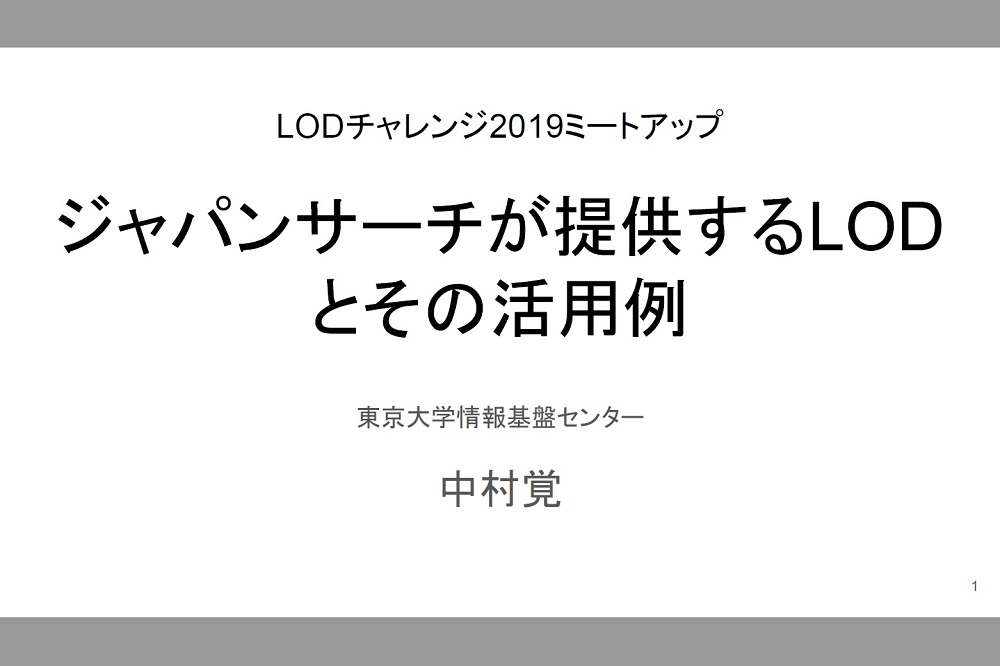 LODチャレンジ2019ミートアップ
ジャパンサーチが提供するLOD
とその活用例
東京大学情報基盤センター
中村覚
1